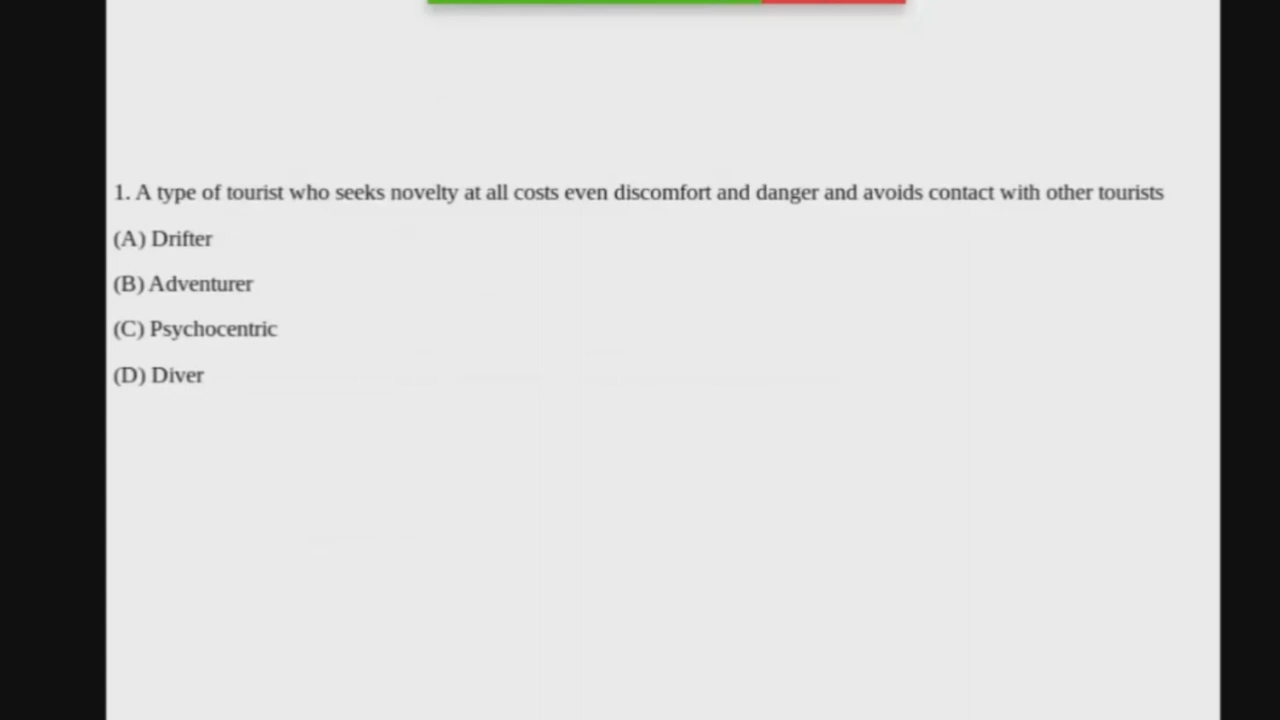 1. A type of tourist who seeks novelty at all costs even discomfort and danger and avoids contact with other tourists
(A) Drifter
(B) Adventurer
(C) Psychocentric
(D) Diver